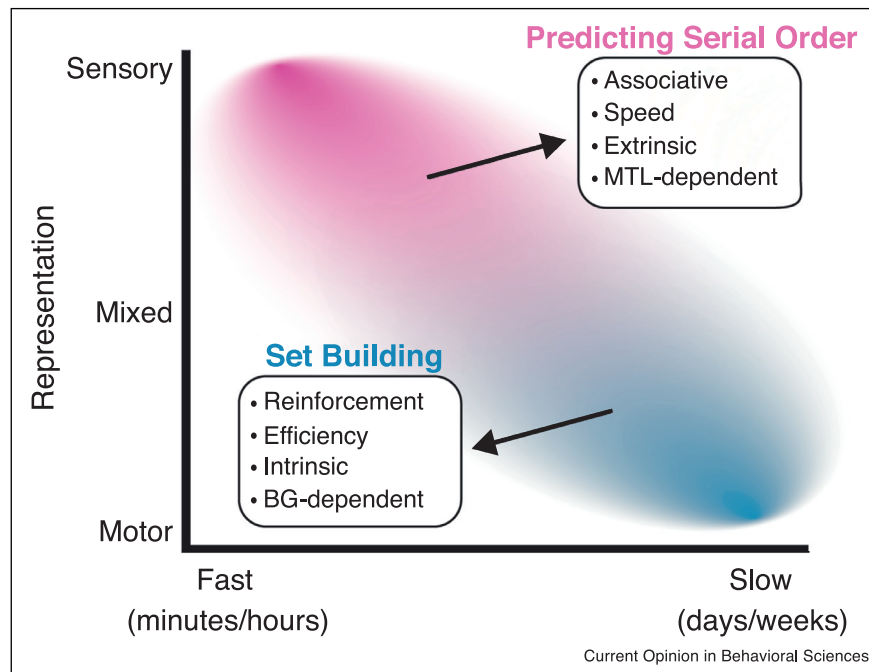 Predicting Serial Order
• Associative
• Speed
• Extrinsic
• MTL-dependent
Sensory
Mixed
Motor
Representation
Set Building
• Reinforcement
• Efficiency
• Intrinsic
• BG-dependent
Fast
(minutes/hours)
Slow
(days/weeks)
Current Opinion in Behavioral Sciences